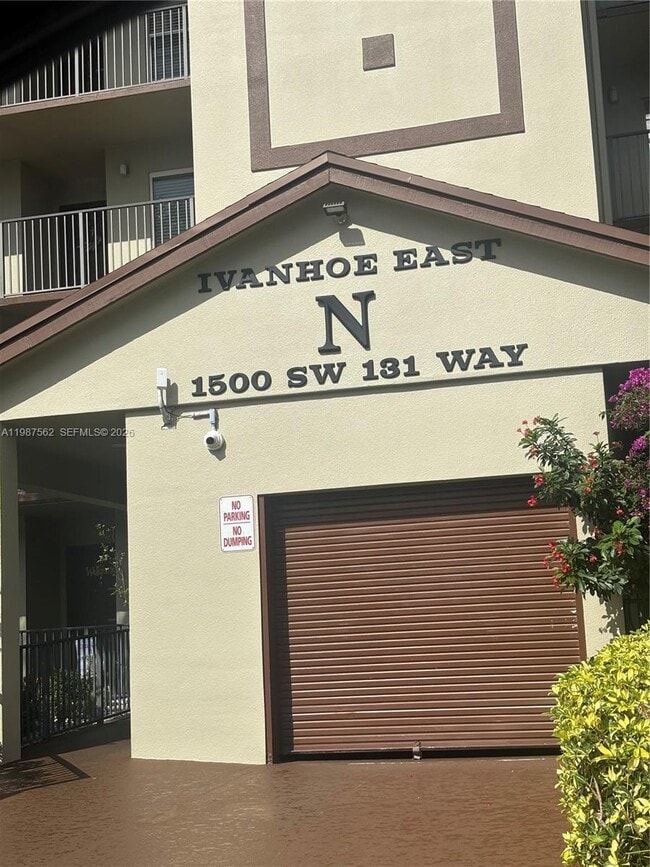 IVANHOE EAST
N
1500 SW 131 WAY
A11987562 SEFMLS© 2026
NO
PARKING
NO
DUMPING